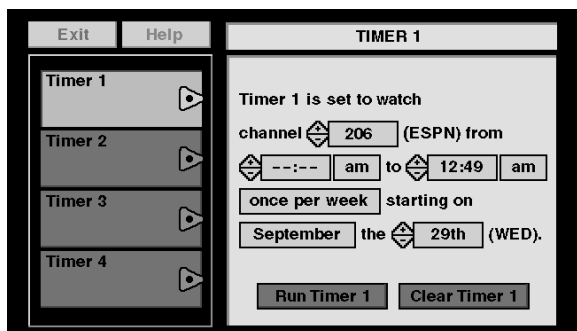 Exit Help
TIMER 1
Timer 1
Timer 2
Timer 3
Timer 4
Timer 1 is set to watch
channel 206 (ESPN) from
--:-- am to 12:49 am
once per week starting on
September the 29th (WED).
Run Timer 1 Clear Timer 1